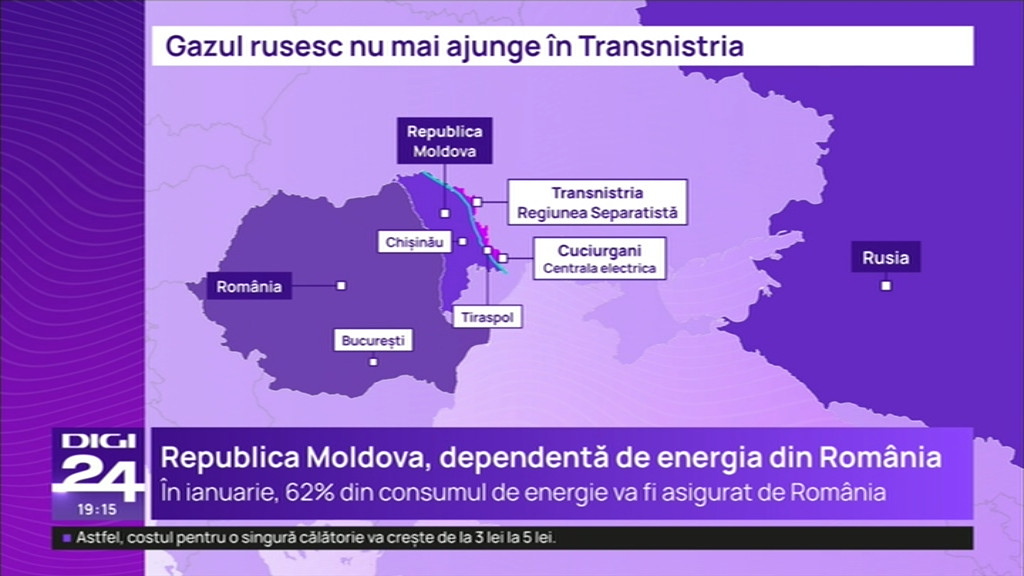 Gazul rusesc nu mai ajunge în Transnistria
Republica
Moldova
Transnistria
Regiunea Separatistă
Chișinău
Cuciurgani
Centrala electrica
Rusia
România
Tiraspol
București
DIGI
24
19:15
Republica Moldova, dependentă de energia din România
În ianuarie, 62% din consumul de energie va fi asigurat de România
Astfel, costul pentru o singură călătorie va crește de la 3 lei la 5 lei.